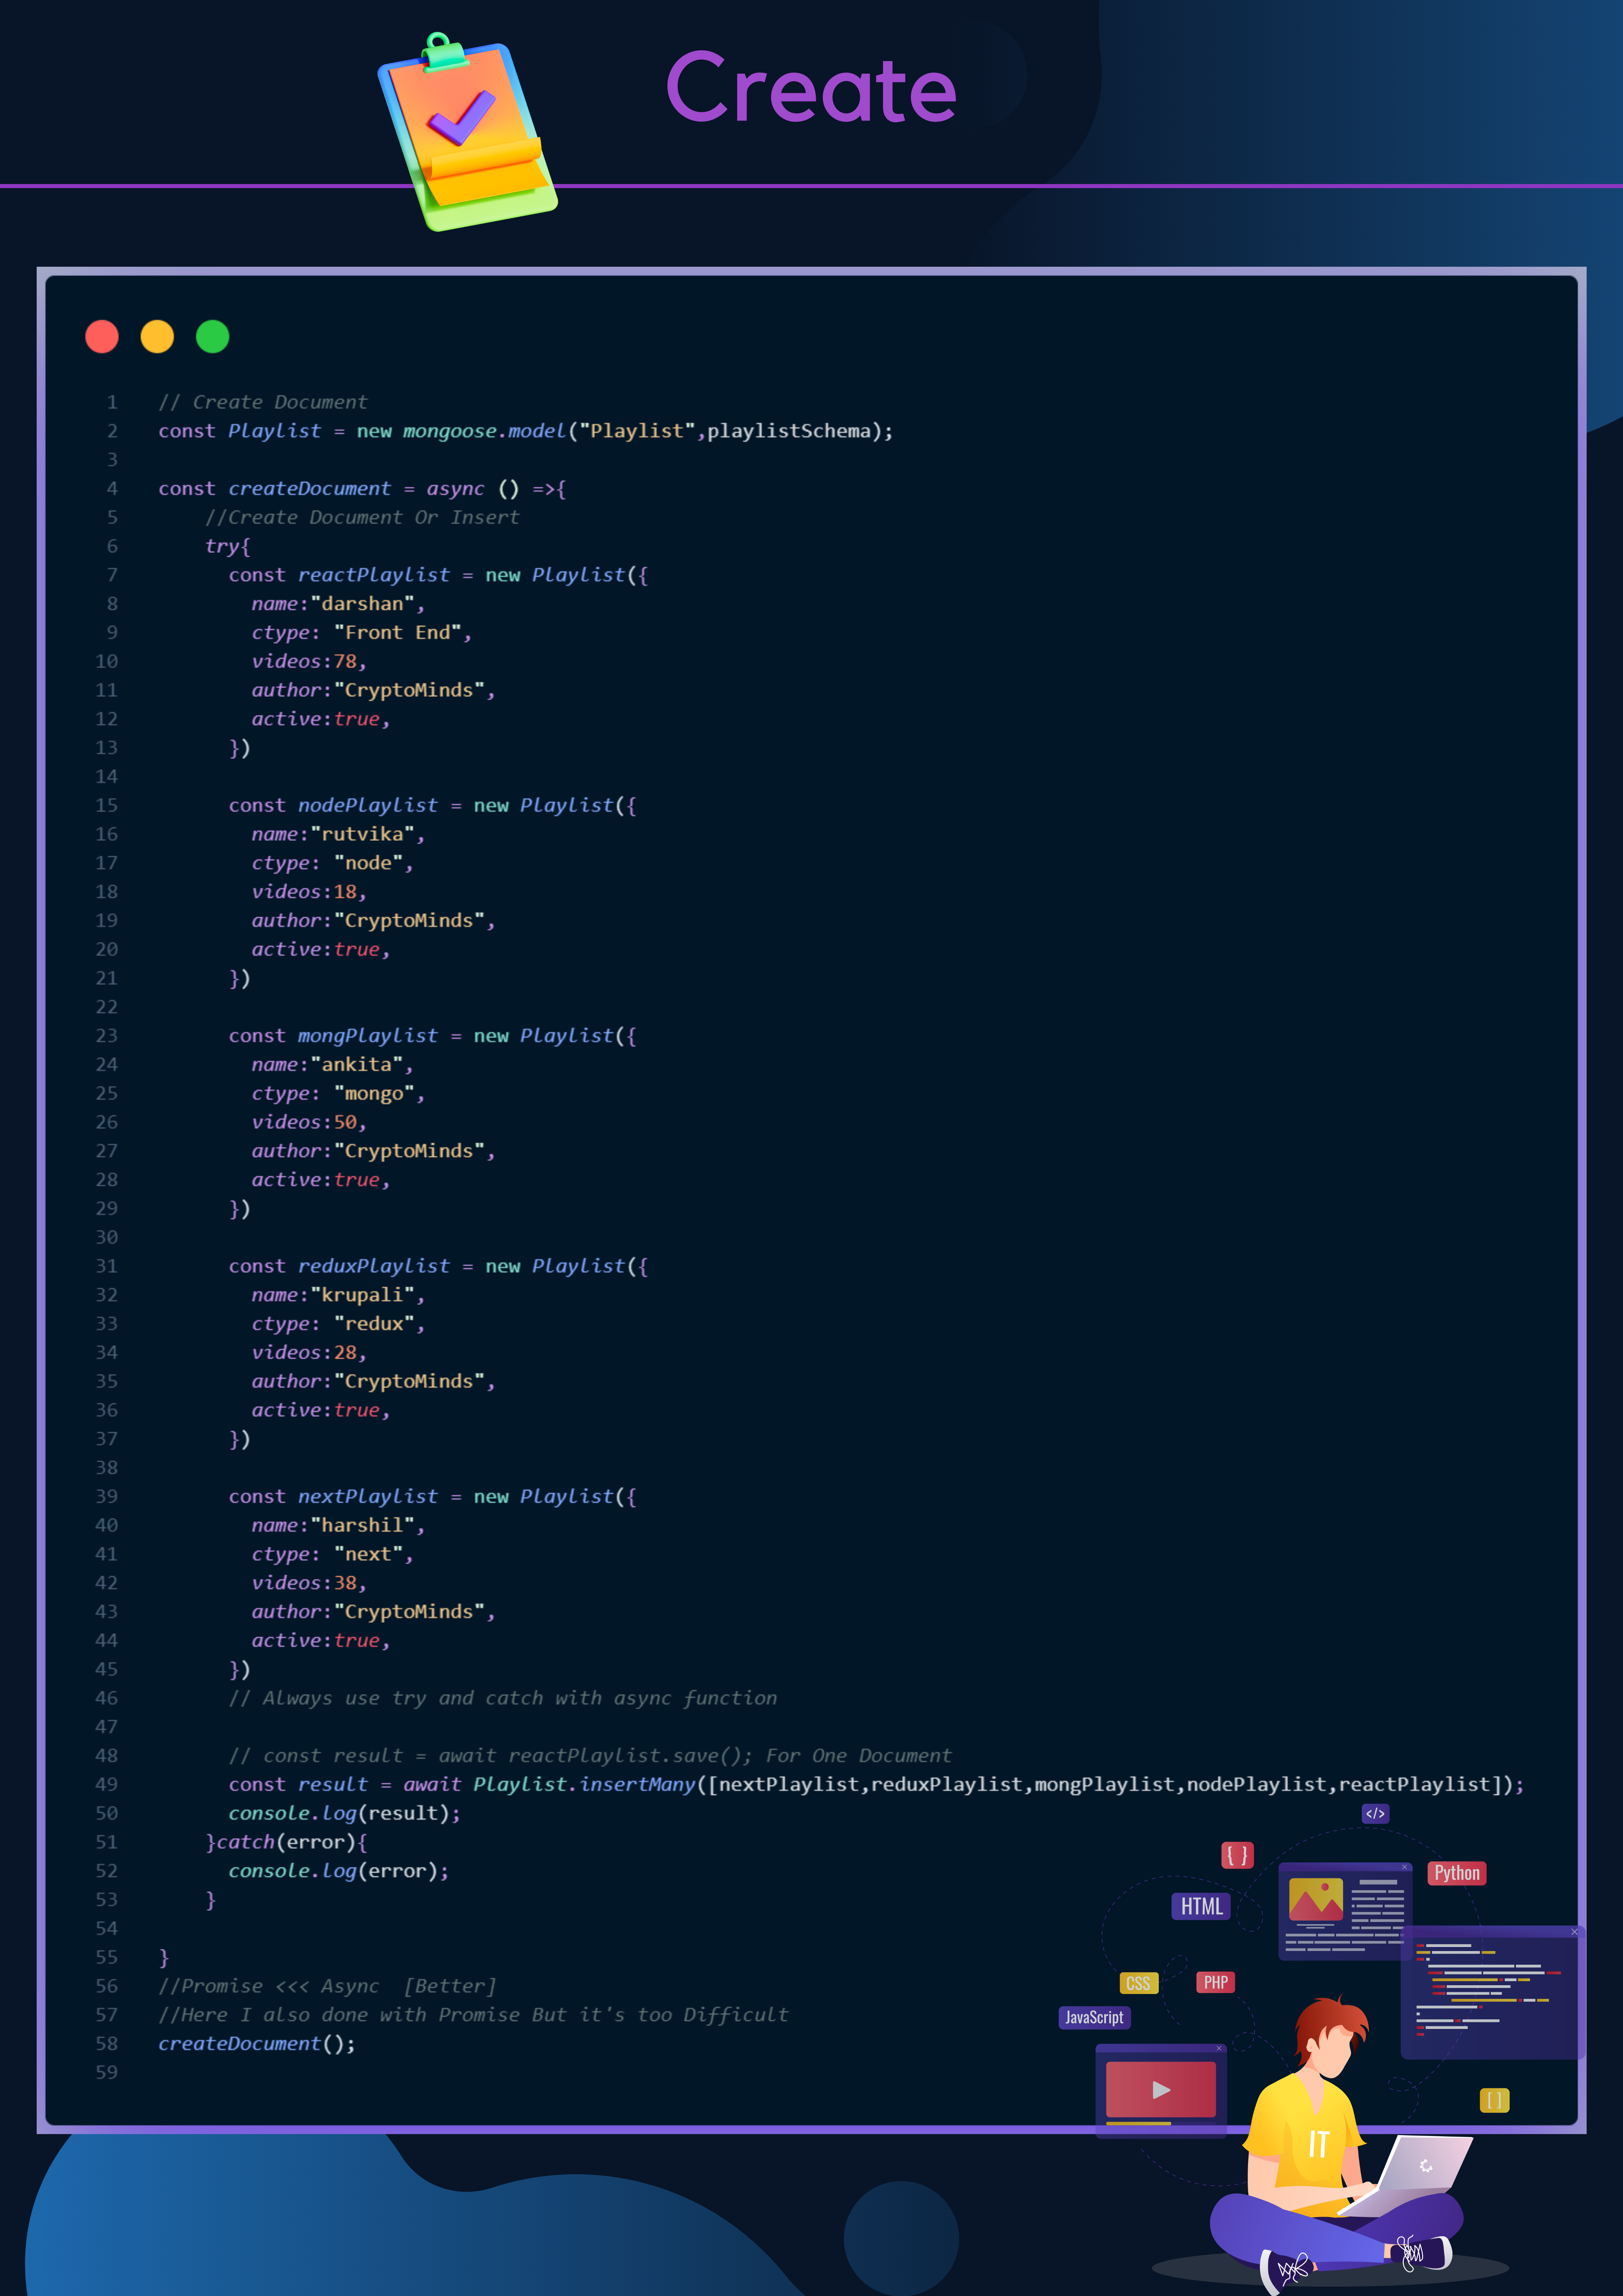 Create
1 // Create Document
2 const Playlist = new mongoose.model("Playlist",playlistSchema);
3
4 const createDocument = async () =>{
5 //Create Document Or Insert
6 try{
7 const reactPlaylist = new Playlist({
8 name:"darshan",
9 ctype: "Front End",
10 videos:78,
11 author:"CryptoMinds",
12 active:true,
13 })
14
15 const nodePlaylist = new Playlist({
16 name:"rutvika",
17 ctype: "node",
18 videos:18,
19 author:"CryptoMinds",
20 active:true,
21 })
22
23 const mongPlaylist = new Playlist({
24 name:"ankita",
25 ctype: "mongo",
26 videos:50,
27 author:"CryptoMinds",
28 active:true,
29 })
30
31 const reduxPlaylist = new Playlist({
32 name:"krupali",
33 ctype: "redux",
34 videos:28,
35 author:"CryptoMinds",
36 active:true,
37 })
38
39 const nextPlaylist = new Playlist({
40 name:"harshil",
41 ctype: "next",
42 videos:38,
43 author:"CryptoMinds",
44 active:true,
45 })
46 // Always use try and catch with async function
47
48 // const result = await reactPlaylist.save(); For One Document
49 const result = await Playlist.insertMany([nextPlaylist,reduxPlaylist,mongPlaylist,nodePlaylist,reactPlaylist]);
50 console.log(result);
51 }catch(error){
52 console.log(error);
53 }
54
55 }
56 //Promise <<< Async  [Better]
57 //Here I also done with Promise But it's too Difficult
58 createDocument();
59
</>
{ }
Python
HTML
CSS
PHP
JavaScript
[ ]
IT